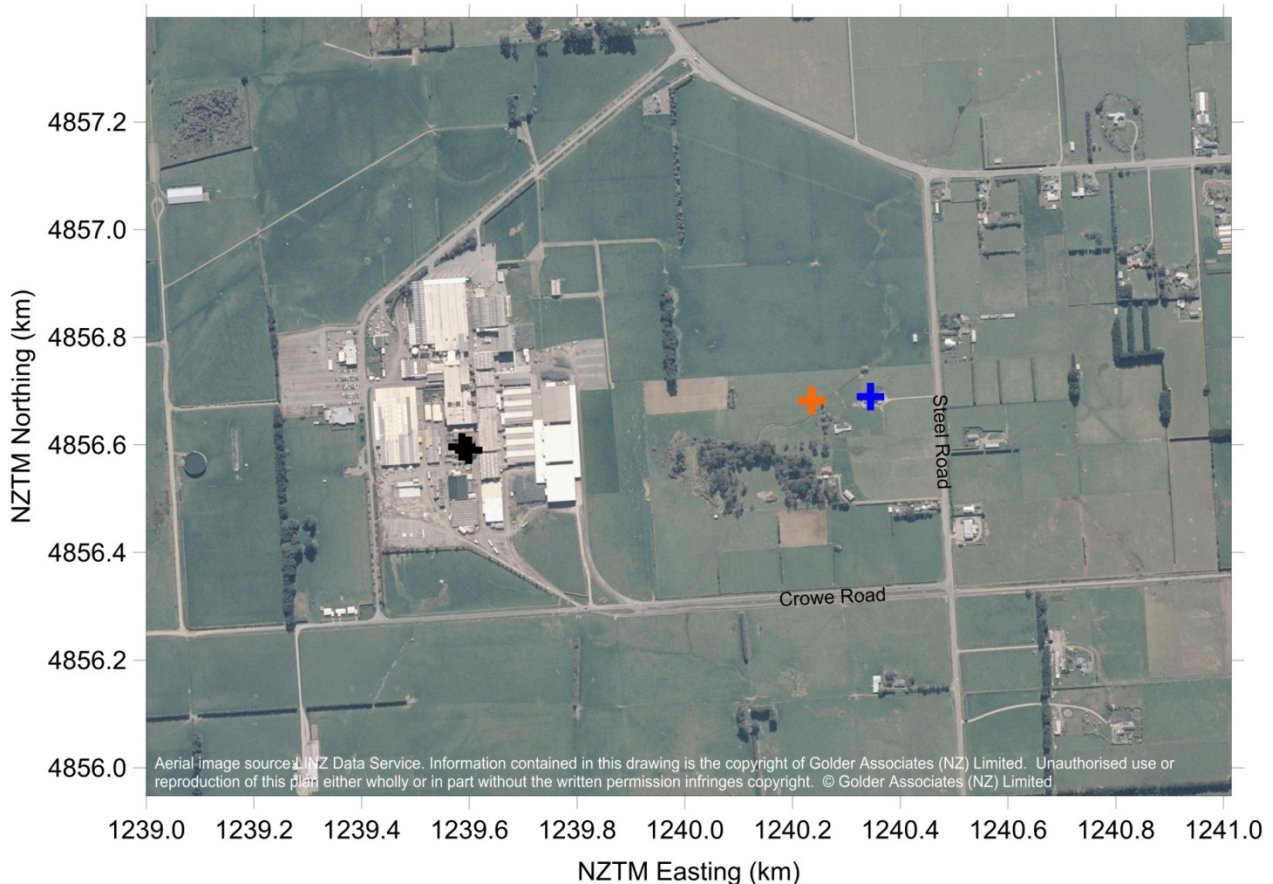 4857.2
4857.0
4856.8
4856.6
4856.4
4856.2
4856.0
NZTM Northing (km)
Steel Road
Crowe Road
Aerial image source:LINZ Data Service. Information contained in this drawing is the copyright of Golder Associates (NZ) Limited. Unauthorised use or
reproduction of this plan either wholly or in part without the written permission infringes copyright. © Golder Associates (NZ) Limited
1239.0 1239.2 1239.4 1239.6 1239.8 1240.0 1240.2 1240.4 1240.6 1240.8 1241.0
NZTM Easting (km)